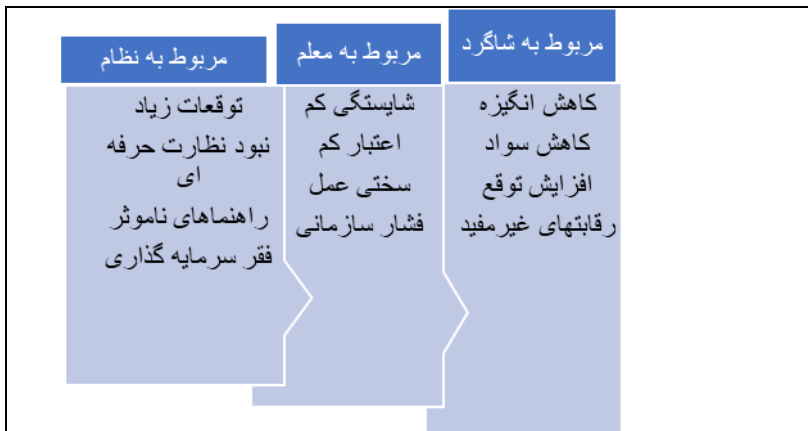 مربوط به شاگرد
کاهش انگیزه
کاهش سواد
افزایش توقع
رقابتهای غیرمفید
مربوط به معلم
شایستگی کم
اعتبار کم
سختی عمل
فشار سازمانی
مربوط به نظام
توقعات زیاد
نبود نظارت حرفه
ای
راهنماهای ناموثر
فقر سرمایه گذاری